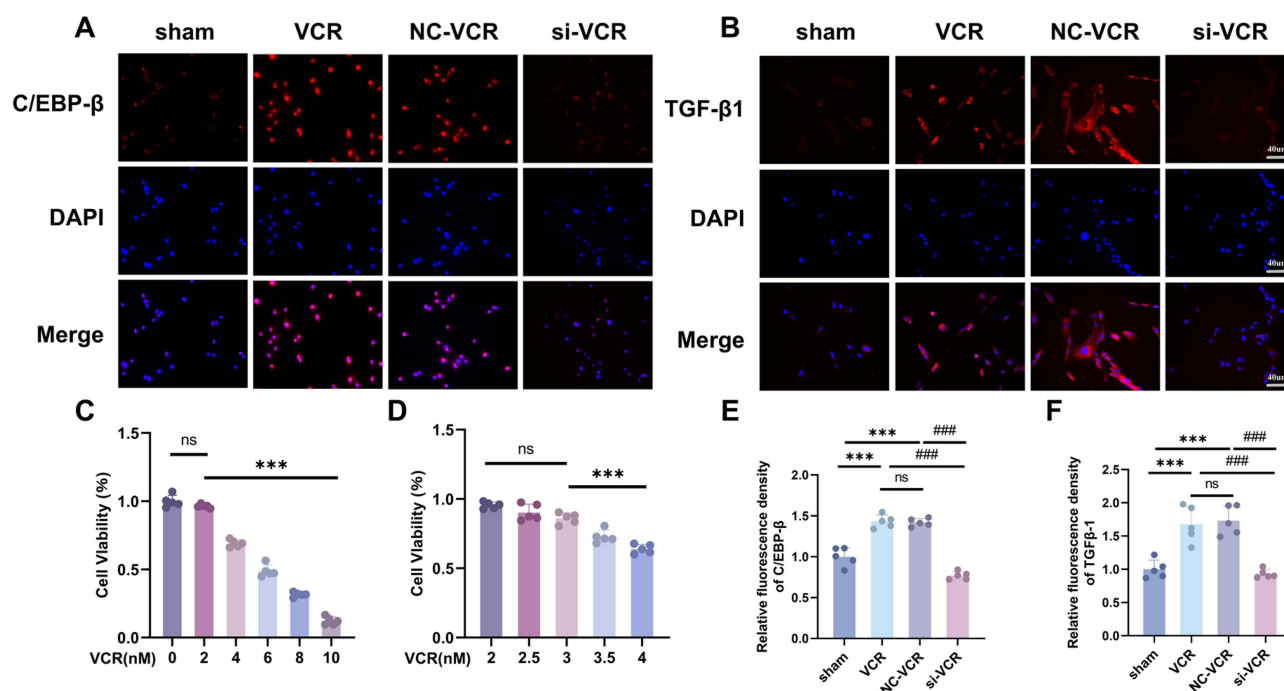 A
sham VCR NC-VCR si-VCR
C/EBP-β
DAPI
Merge
B
sham VCR NC-VCR si-VCR
TGF-β1
40um
DAPI
40um
Merge
40um
C
Cell Vlability (%)
1.5
1.0
0.5
0.0
ns
***
VCR(nM) 0 2 4 6 8 10
D
Cell Vlability (%)
1.5
1.0
0.5
0.0
ns
***
VCR(nM) 2 2.5 3 3.5 4
E
Relative fluorescence density
of C/EBP-β
2.0
1.5
1.0
0.5
0.0
*** ###
*** ###
ns
sham VCR NC-VCR si-VCR
F
Relative fluorescence density
of TGFβ-1
2.5
2.0
1.5
1.0
0.5
0.0
*** ###
*** ###
ns
sham VCR NC-VCR si-VCR